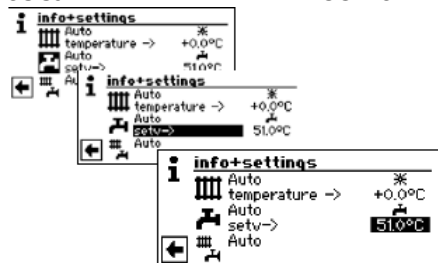 info+settings
Auto
temperature -> +0.0°C
Auto
setv-> 51.0°C
Au
info+settings
Auto
temperature -> +0.0°C
Auto
setv-> 51.0°C
Auto
info+settings
Auto
temperature -> +0.0°C
Auto
setv-> 51.0°C
Auto